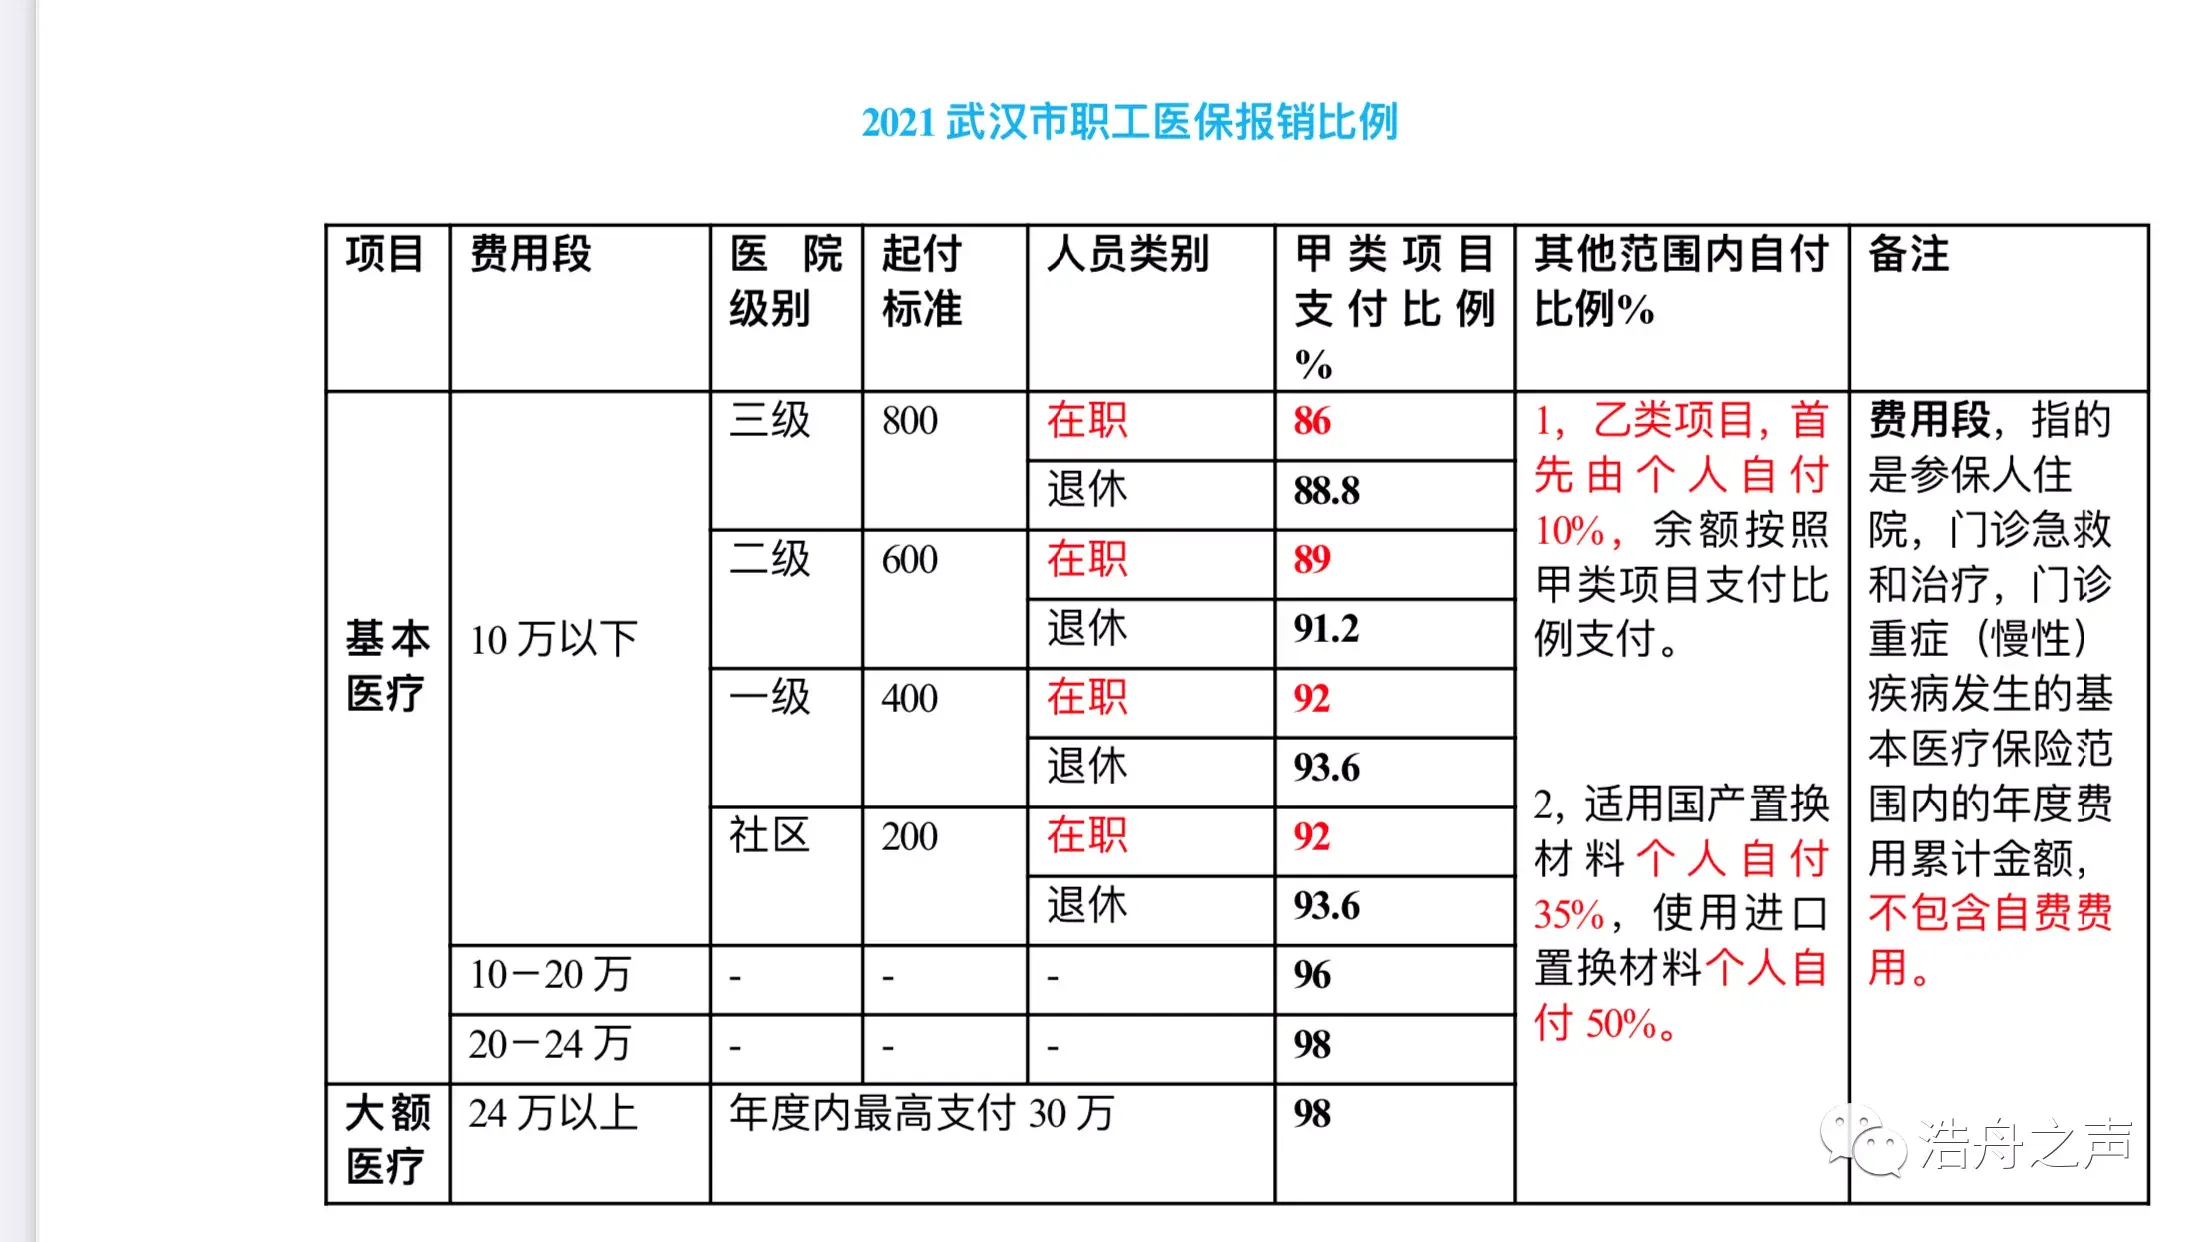 2021 武汉市职工医保报销比例
项目 费用段 医院级别 起付标准 人员类别 甲类项目支付比例% 其他范围内自付比例% 备注
基本医疗
10 万以下
三级 800 在职 86
退休 88.8
二级 600 在职 89
退休 91.2
一级 400 在职 92
退休 93.6
社区 200 在职 92
退休 93.6
10－20 万 - - - 96
20－24 万 - - - 98
大额医疗
24 万以上 年度内最高支付 30 万 98
1，乙类项目，首
先由个人自付
10%，余额按照
甲类项目支付比
例支付。
2，适用国产置换
材料个人自付
35%，使用进口
置换材料个人自
付 50%。
费用段，指的
是参保人住
院，门诊急救
和治疗，门诊
重症（慢性）
疾病发生的基
本医疗保险范
围内的年度费
用累计金额，
不包含自费费
用。
浩舟之声